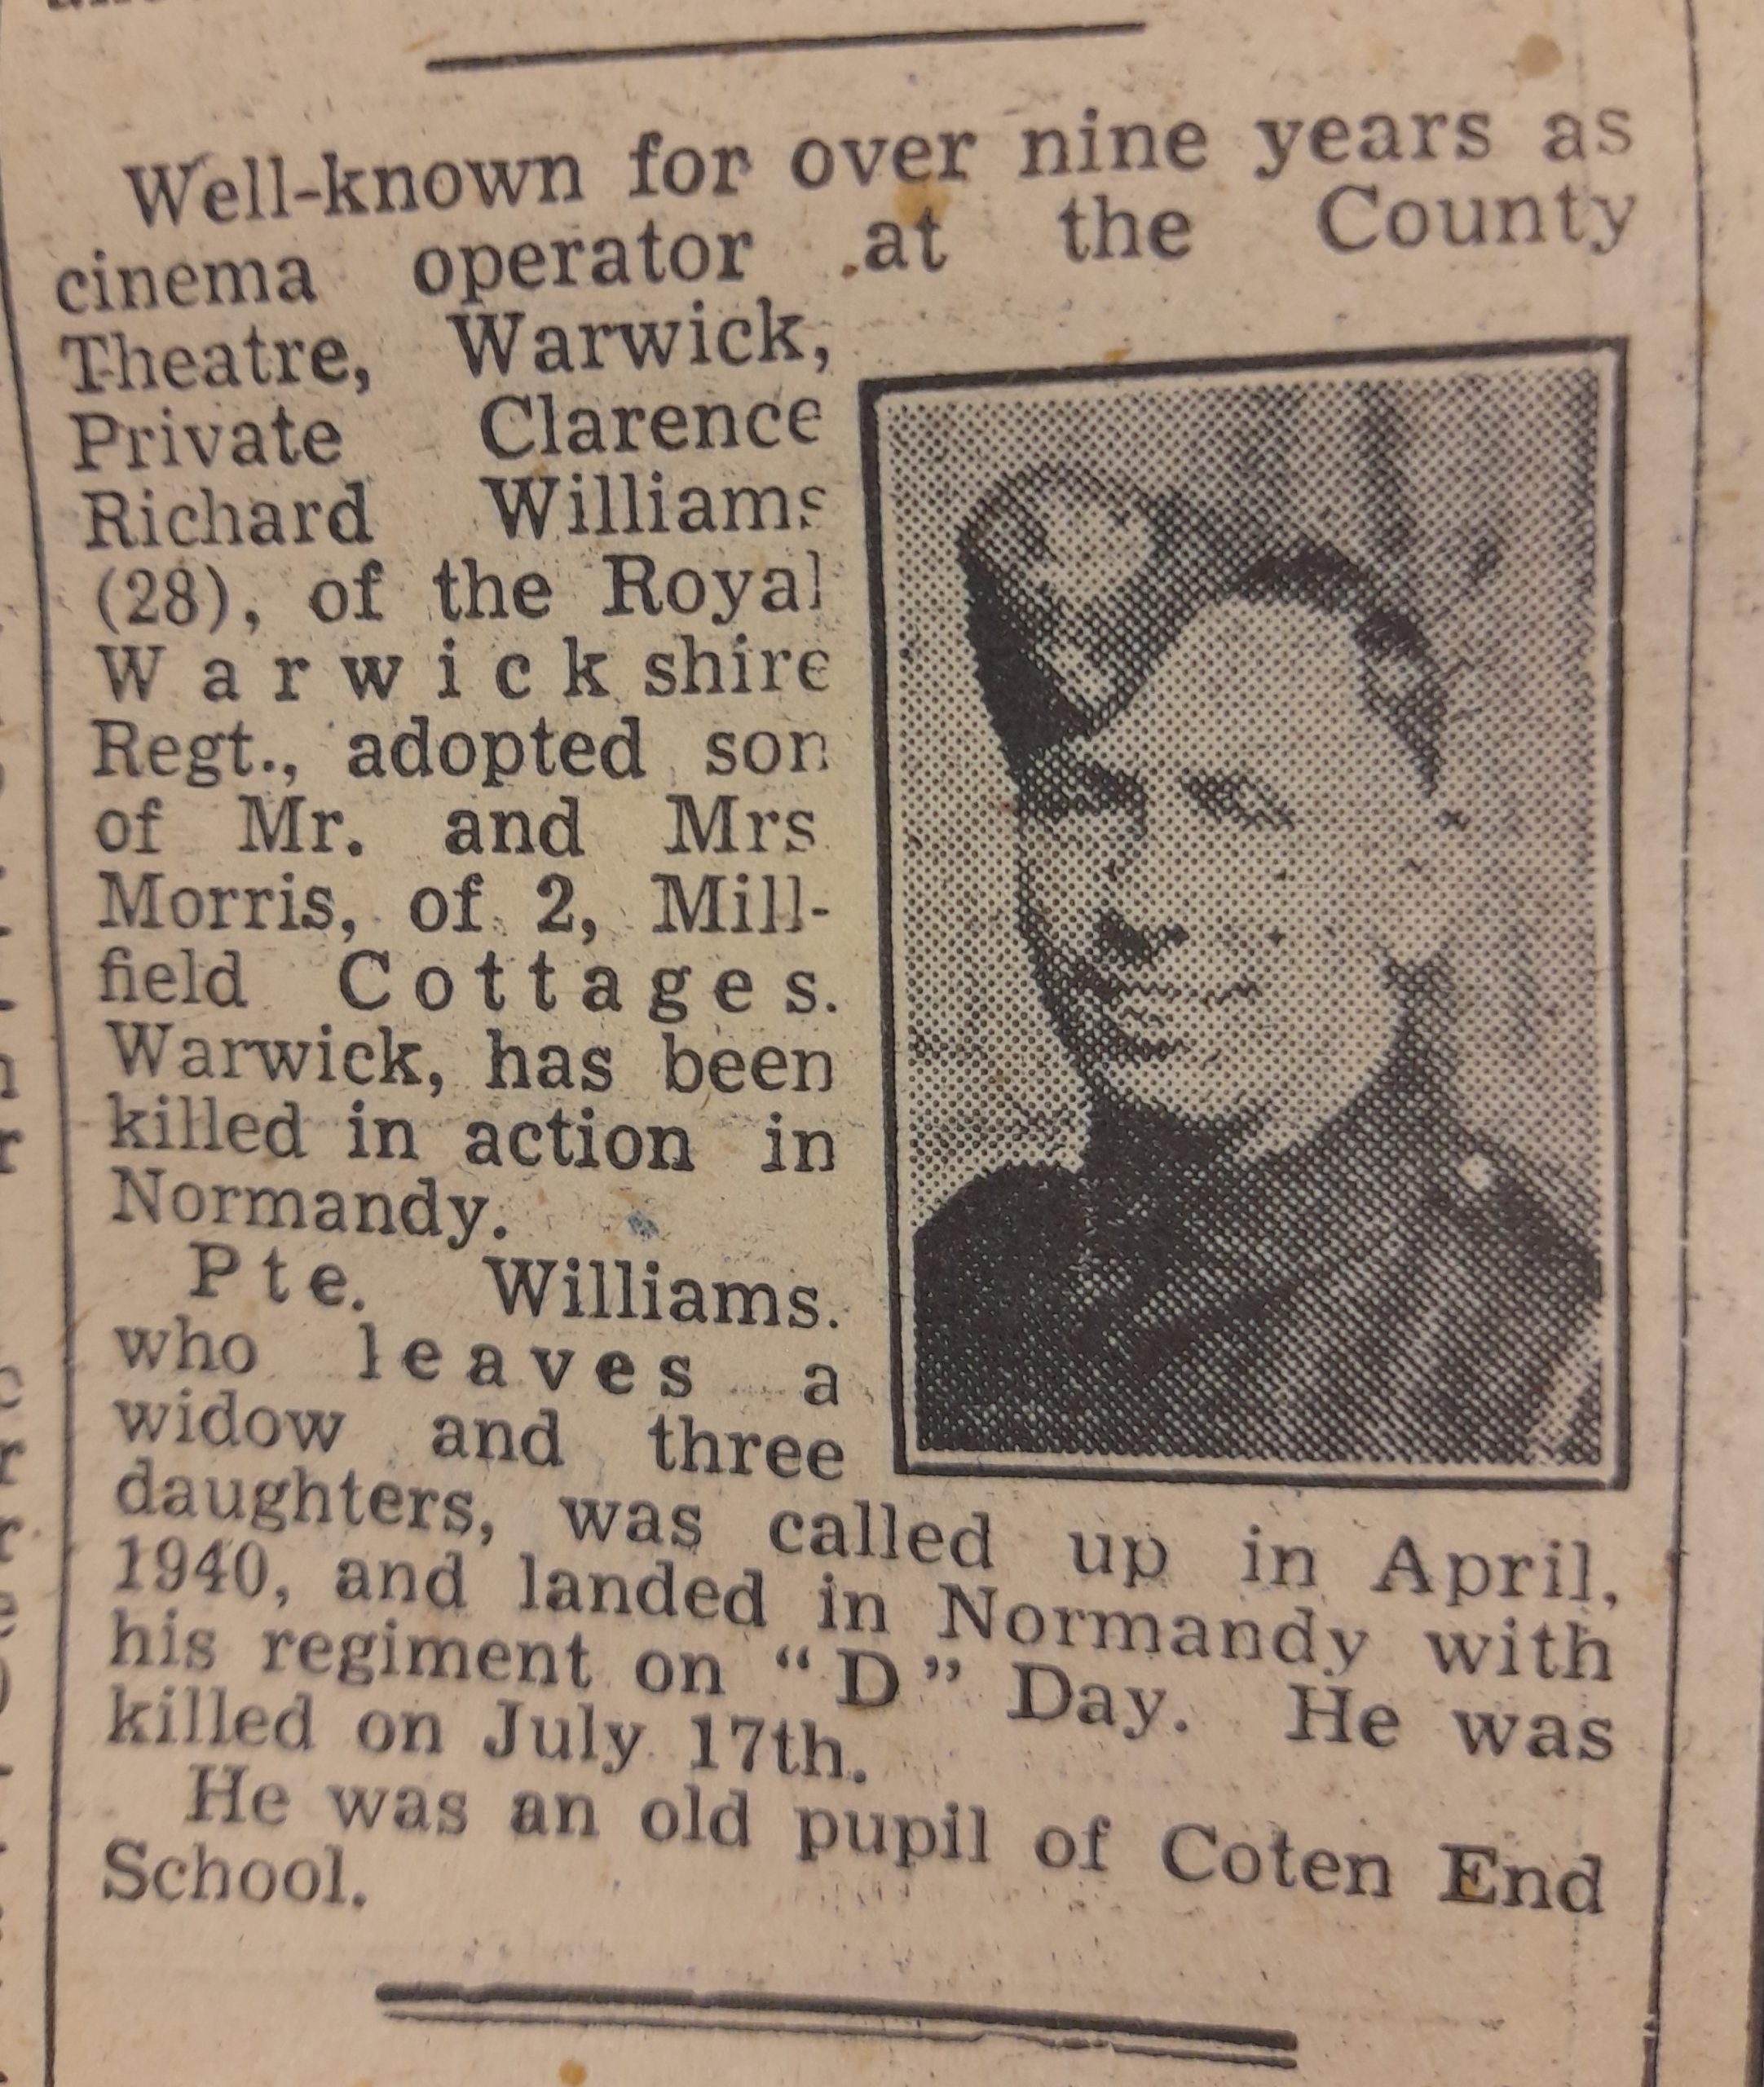 Well-known for over nine years as
cinema operator at the County
Theatre, Warwick,
Private Clarence
Richard Williams
(28), of the Royal
Warwickshire
Regt., adopted son
of Mr. and Mrs
Morris, of 2, Mill-
field Cottages.
Warwick, has been
killed in action in
Normandy.
Pte. Williams.
who leaves a
widow and three
daughters, was called up in April,
1940, and landed in Normandy with
his regiment on "D" Day. He was
killed on July 17th.
He was an old pupil of Coten End
School.